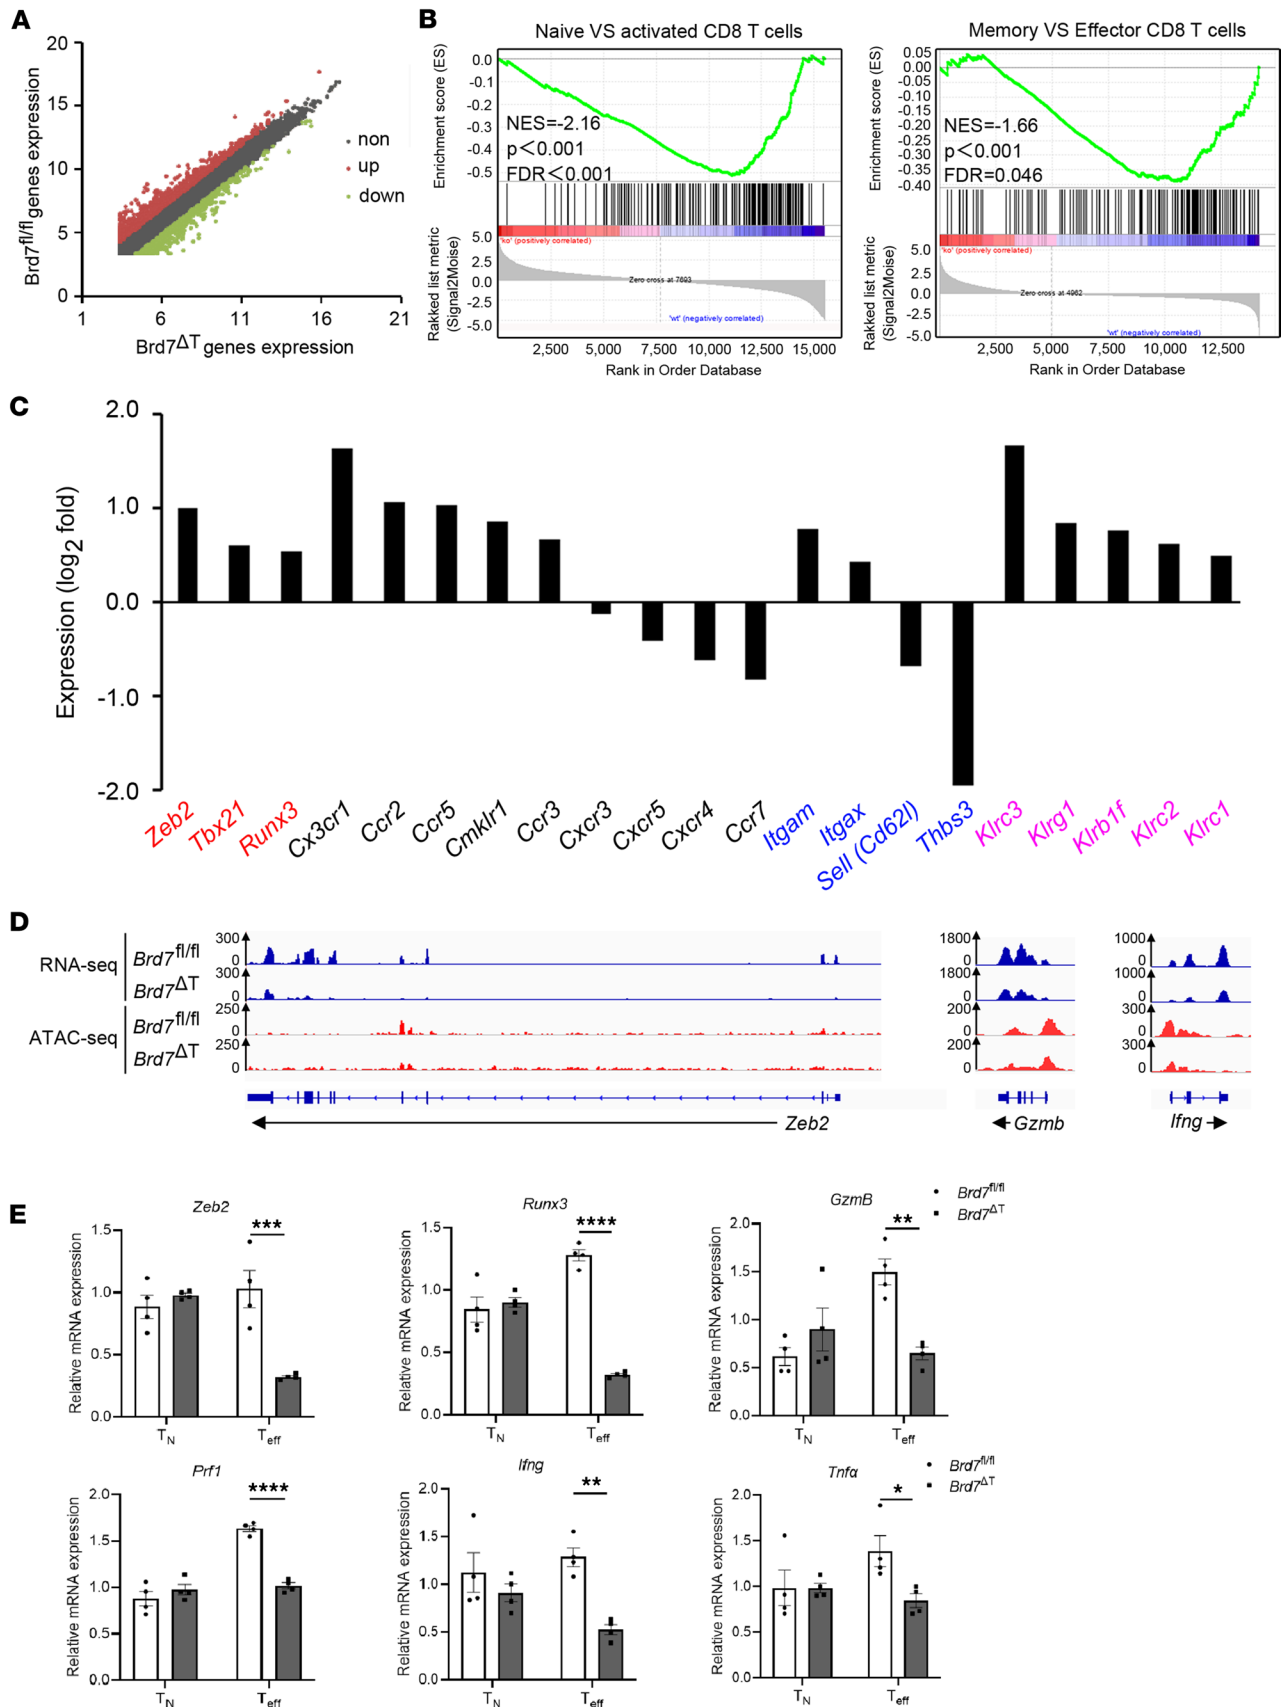 A
20
15
10
5
0
1
6
11
16
21
Brd7fl/fl genes expression
Brd7ΔT genes expression
non
up
down
B
Naive VS activated CD8 T cells
Enrichment score (ES)
0.0
-0.1
-0.2
-0.3
-0.4
-0.5
NES=-2.16
p<0.001
FDR<0.001
'ko' (positively correlated)
Rakked list metric
(Signal2Moise)
5.0
2.5
0.0
-2.5
-5.0
Zero cross at 7693
'wt' (negatively correlated)
2,500
5,000
7,500
10,000
12,500
15,000
Rank in Order Database
Memory VS Effector CD8 T cells
Enrichment score (ES)
0.05
0.00
-0.05
-0.10
-0.15
-0.20
-0.25
-0.30
-0.35
-0.40
NES=-1.66
p<0.001
FDR=0.046
'ko' (positively correlated)
Rakked list metric
(Signal2Moise)
5.0
2.5
0.0
-2.5
-5.0
Zero cross at 4962
'wt' (negatively correlated)
2,500
5,000
7,500
10,000
12,500
Rank in Order Database
C
Expression (log2 fold)
2.0
1.0
0.0
-1.0
-2.0
Zeb2
Tbx21
Runx3
Cx3cr1
Ccr2
Ccr5
Cmklr1
Ccr3
Cxcr3
Cxcr5
Cxcr4
Ccr7
Itgam
Itgax
Sell (Cd62l)
Thbs3
Klrc3
Klrg1
Klrb1f
Klrc2
Klrc1
D
RNA-seq
Brd7fl/fl
300
0
1800
0
1000
0
Brd7ΔT
300
0
1800
0
1000
0
ATAC-seq
Brd7fl/fl
250
0
200
0
300
0
Brd7ΔT
250
0
200
0
300
0
Zeb2
Gzmb
Ifng
E
Zeb2
Relative mRNA expression
1.5
1.0
0.5
0.0
***
TN
Teff
Runx3
Relative mRNA expression
1.5
1.0
0.5
0.0
****
TN
Teff
GzmB
Relative mRNA expression
2.0
1.5
1.0
0.5
0.0
**
TN
Teff
Brd7fl/fl
Brd7ΔT
Prf1
Relative mRNA expression
2.0
1.5
1.0
0.5
0.0
****
TN
Teff
Ifng
Relative mRNA expression
2.0
1.5
1.0
0.5
0.0
**
TN
Teff
Tnfα
Relative mRNA expression
2.0
1.5
1.0
0.5
0.0
*
TN
Teff
Brd7fl/fl
Brd7ΔT